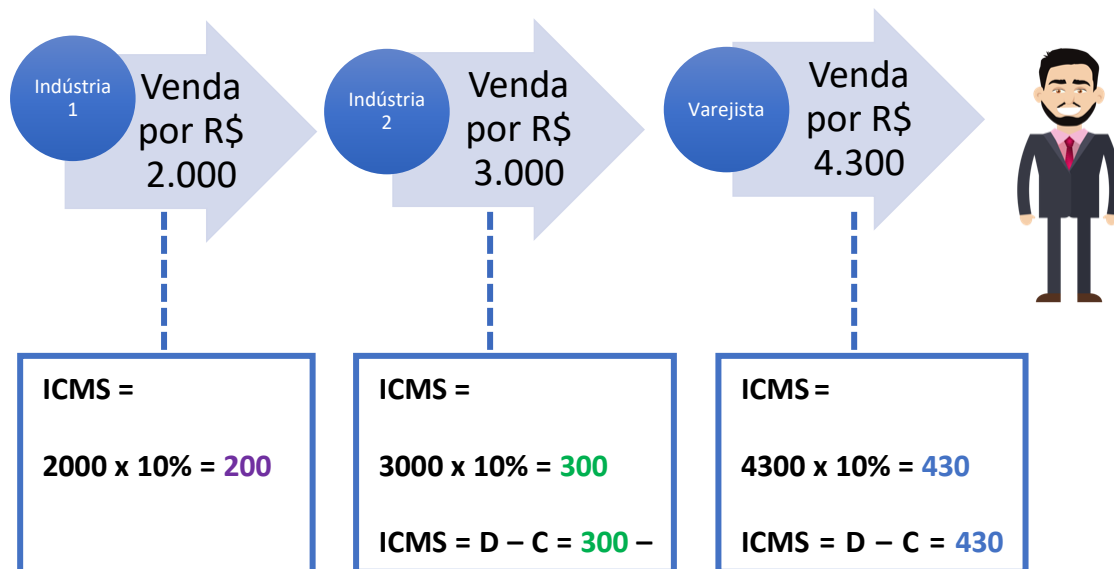 Indústria
1
Venda
por R$
2.000
Indústria
2
Venda
por R$
3.000
Varejista
Venda
por R$
4.300
ICMS =
2000 x 10% = 200
ICMS =
3000 x 10% = 300
ICMS = D – C = 300 –
ICMS =
4300 x 10% = 430
ICMS = D – C = 430